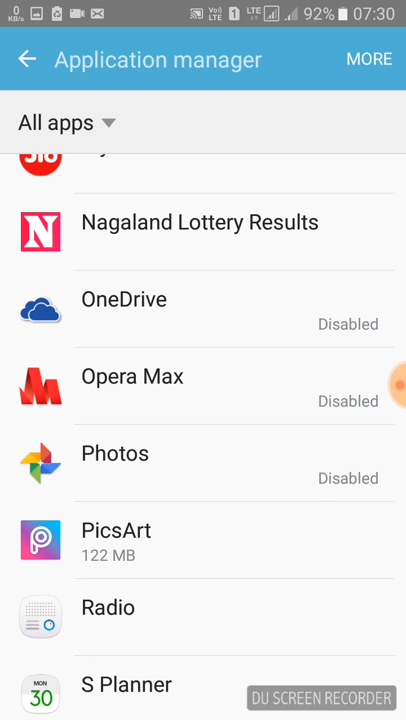 0
KB/s
Vo))
LTE
1
LTE
92%
07:30
Application manager
MORE
All apps
Jio
Nagaland Lottery Results
OneDrive
Disabled
Opera Max
Disabled
Photos
Disabled
PicsArt
122 MB
Radio
MON
30
S Planner
DU SCREEN RECORDER